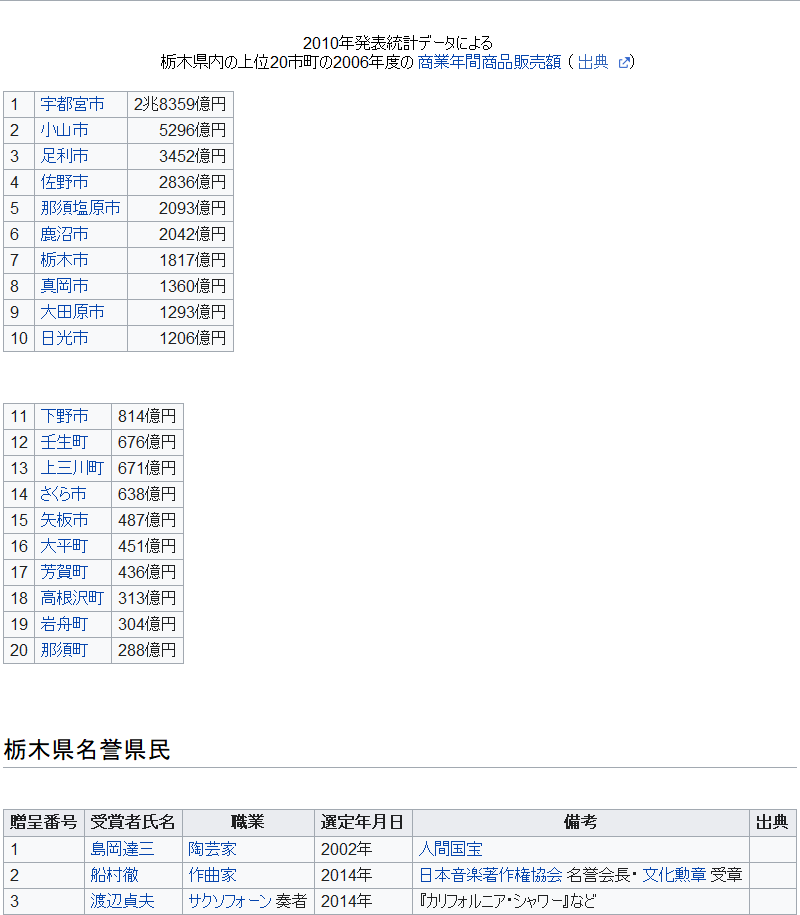 2010年発表統計データによる
栃木県内の上位20市町の2006年度の 商業年間商品販売額 ( 出典 )
1 宇都宮市 2兆8359億円
2 小山市 5296億円
3 足利市 3452億円
4 佐野市 2836億円
5 那須塩原市 2093億円
6 鹿沼市 2042億円
7 栃木市 1817億円
8 真岡市 1360億円
9 大田原市 1293億円
10 日光市 1206億円
11 下野市 814億円
12 壬生町 676億円
13 上三川町 671億円
14 さくら市 638億円
15 矢板市 487億円
16 大平町 451億円
17 芳賀町 436億円
18 高根沢町 313億円
19 岩舟町 304億円
20 那須町 288億円
栃木県名誉県民
贈呈番号 受賞者氏名 職業 選定年月日 備考 出典
1 島岡達三 陶芸家 2002年 人間国宝
2 船村徹 作曲家 2014年 日本音楽著作権協会 名誉会長・ 文化勲章 受章
3 渡辺貞夫 サクソフォーン 奏者 2014年 『カリフォルニア・シャワー』など